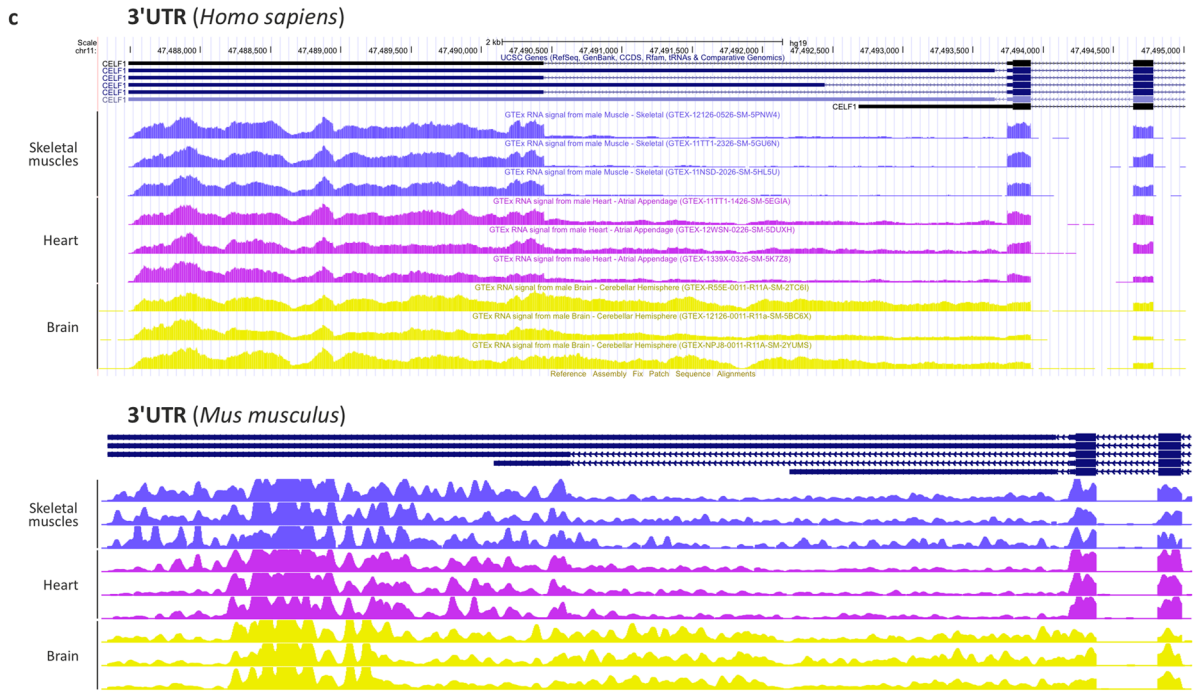 c
3'UTR (Homo sapiens)
Scale
2 kb
hg19
chr11:
47,488,000
47,488,500
47,489,000
47,489,500
47,490,000
47,490,500
47,491,000
47,491,500
47,492,000
47,492,500
47,493,000
47,493,500
47,494,000
47,494,500
47,495,000
UCSC Genes (RefSeq, GenBank, CCDS, Rfam, tRNAs & Comparative Genomics)
CELF1
CELF1
CELF1
CELF1
CELF1
CELF1
Skeletal
muscles
GTEx RNA signal from male Muscle - Skeletal (GTEX-12126-0526-SM-5PNW4)
GTEx RNA signal from male Muscle - Skeletal (GTEX-11TT1-2326-SM-5GU6N)
GTEx RNA signal from male Muscle - Skeletal (GTEX-11NSD-2026-SM-5HL5U)
Heart
GTEx RNA signal from male Heart - Atrial Appendage (GTEX-11TT1-1426-SM-5EGIA)
GTEx RNA signal from male Heart - Atrial Appendage (GTEX-12WSN-0226-SM-5DUXH)
GTEx RNA signal from male Heart - Atrial Appendage (GTEX-1339X-0326-SM-5K7Z8)
Brain
GTEx RNA signal from male Brain - Cerebellar Hemisphere (GTEX-R55E-0011-R11A-SM-2TC6I)
GTEx RNA signal from male Brain - Cerebellar Hemisphere (GTEX-12126-0011-R11a-SM-5BC6X)
GTEx RNA signal from male Brain - Cerebellar Hemisphere (GTEX-NPJ8-0011-R11A-SM-2YUMS)
Reference Assembly Fix Patch Sequence Alignments
3'UTR (Mus musculus)
Skeletal
muscles
Heart
Brain